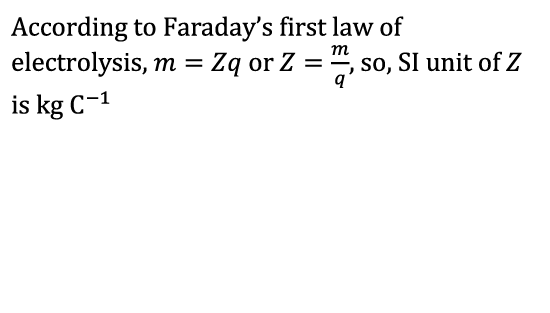 According to Faraday’s first law of
electrolysis, m = Zq or Z = m/q, so, SI unit of Z
is kg C⁻¹